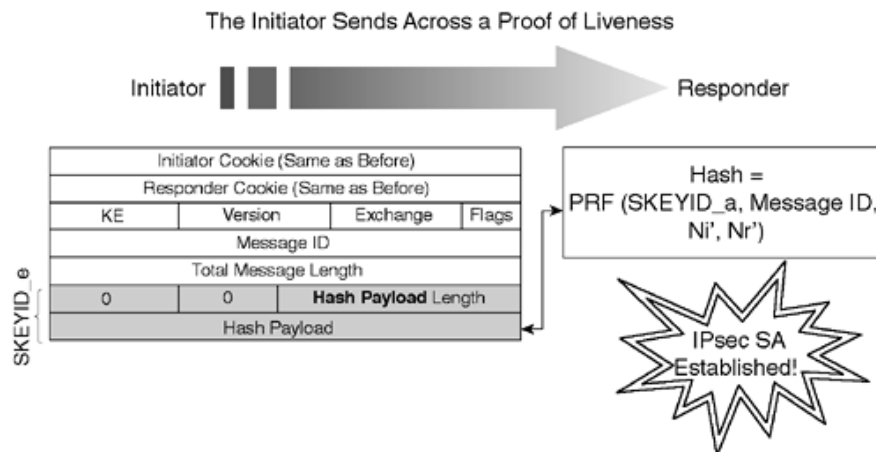 The Initiator Sends Across a Proof of Liveness
Initiator
Responder
Initiator Cookie (Same as Before)
Responder Cookie (Same as Before)
KE Version Exchange Flags
Message ID
Total Message Length
0 0 Hash Payload Length
Hash Payload
SKEYID_e
Hash =
PRF (SKEYID_a, Message ID,
Ni', Nr')
IPsec SA
Established!